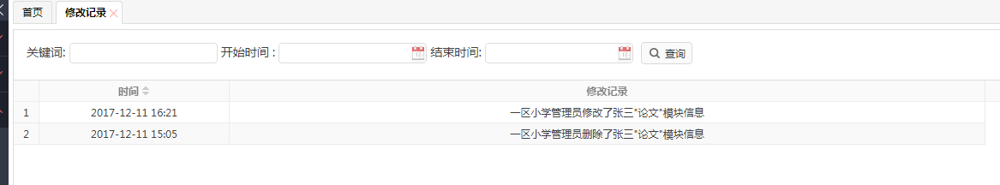 首页 修改记录
关键词: 开始时间 : 结束时间: 查询
时间 修改记录
1 2017-12-11 16:21 一区小学管理员修改了张三"论文"模块信息
2 2017-12-11 15:05 一区小学管理员删除了张三"论文"模块信息